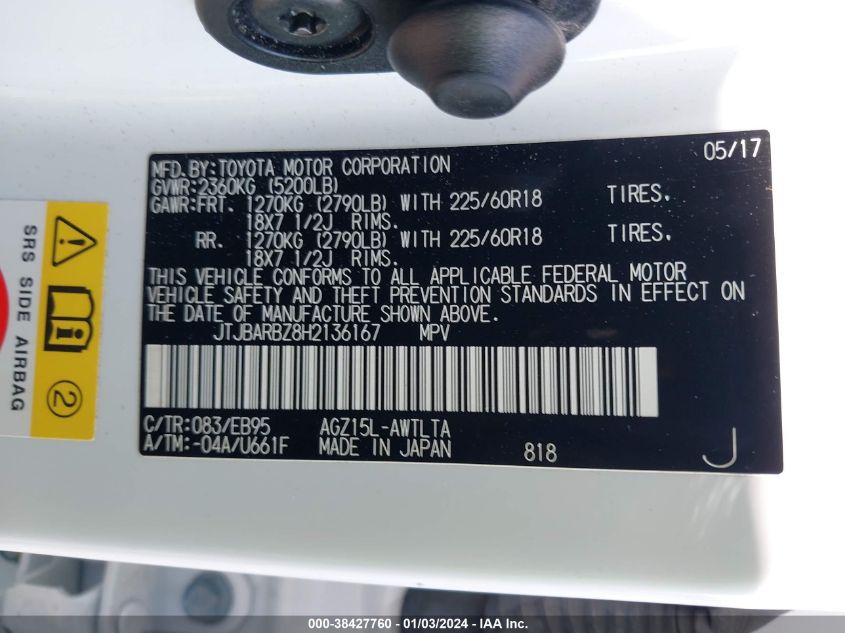 05/17
MFD. BY:TOYOTA MOTOR CORPORATION
GVWR:2360KG (5200LB)
GAWR:FRT. 1270KG (2790LB) WITH 225/60R18 TIRES.
18X7 1/2J RIMS.
RR. 1270KG (2790LB) WITH 225/60R18 TIRES.
18X7 1/2J RIMS.
THIS VEHICLE CONFORMS TO ALL APPLICABLE FEDERAL MOTOR
VEHICLE SAFETY AND THEFT PREVENTION STANDARDS IN EFFECT ON
THE DATE OF MANUFACTURE SHOWN ABOVE.
JTJBARBZ8H2136167 MPV
C/TR:083/EB95 AGZ15L-AWTLTA
A/TM:-04A/U661F MADE IN JAPAN 818 J
SRS SIDE AIRBAG
2
000-38427760 - 01/03/2024 - IAA Inc.